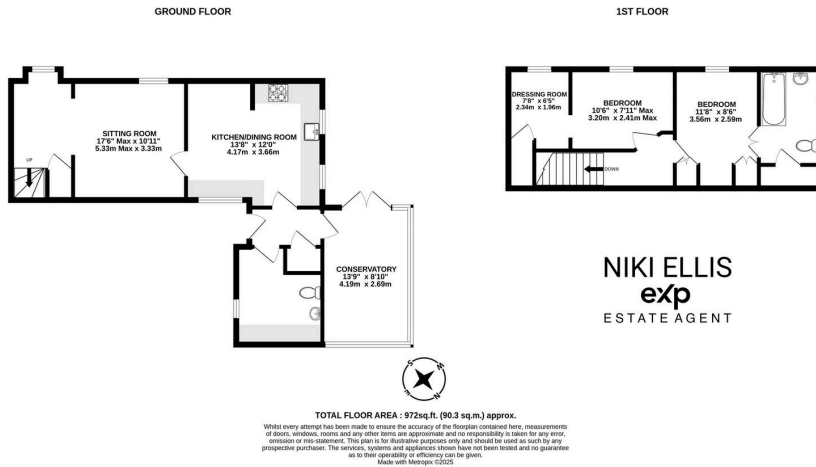 GROUND FLOOR
1ST FLOOR
SITTING ROOM
17'6" Max x 10'11"
5.33m Max x 3.33m
UP
KITCHEN/DINING ROOM
13'8" x 12'0"
4.17m x 3.66m
CONSERVATORY
13'9" x 8'10"
4.19m x 2.69m
DRESSING ROOM
7'8" x 6'5"
2.34m x 1.96m
BEDROOM
10'6" x 7'11" Max
3.20m x 2.41m Max
BEDROOM
11'8" x 8'6"
3.56m x 2.59m
DOWN
NIKI ELLIS
exp
ESTATE AGENT
S
W
E
N
TOTAL FLOOR AREA : 972sq.ft. (90.3 sq.m.) approx.
Whilst every attempt has been made to ensure the accuracy of the floorplan contained here, measurements
of doors, windows, rooms and any other items are approximate and no responsibility is taken for any error,
omission or mis-statement. This plan is for illustrative purposes only and should be used as such by any
prospective purchaser. The services, systems and appliances shown have not been tested and no guarantee
as to their operability or efficiency can be given.
Made with Metropix ©2025